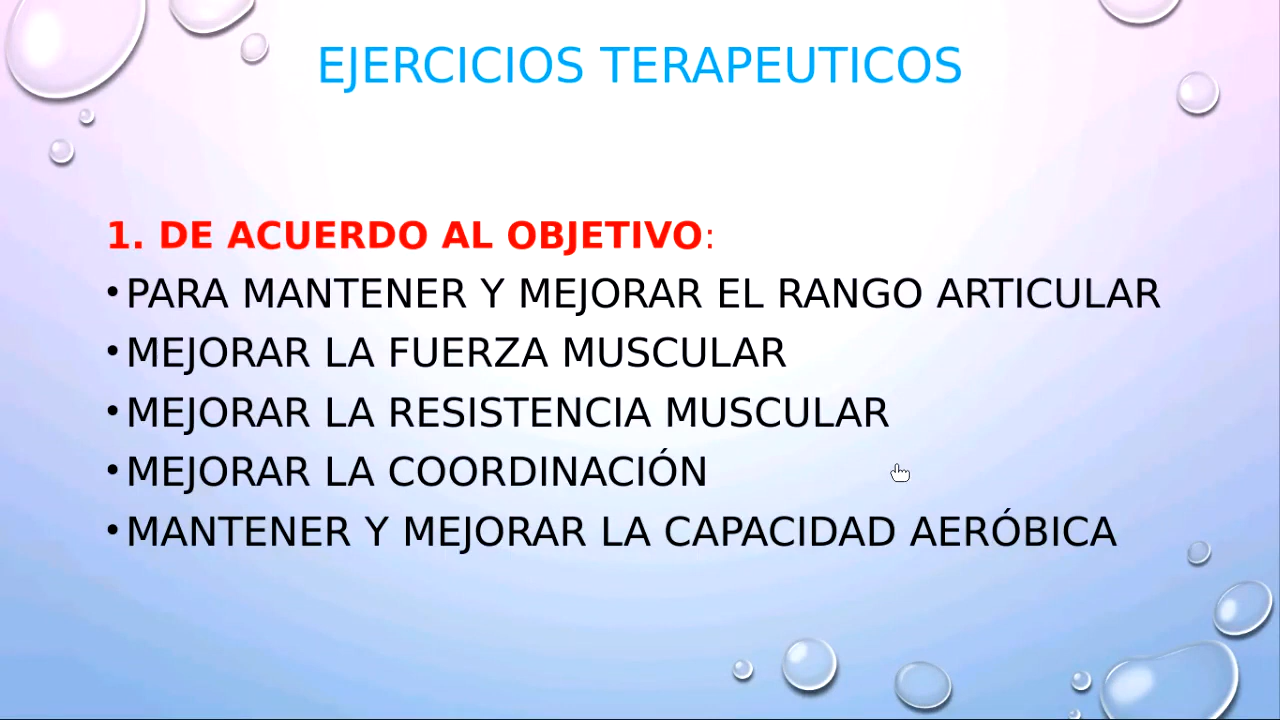 EJERCICIOS TERAPEUTICOS
1. DE ACUERDO AL OBJETIVO:
• PARA MANTENER Y MEJORAR EL RANGO ARTICULAR
• MEJORAR LA FUERZA MUSCULAR
• MEJORAR LA RESISTENCIA MUSCULAR
• MEJORAR LA COORDINACIÓN
• MANTENER Y MEJORAR LA CAPACIDAD AERÓBICA